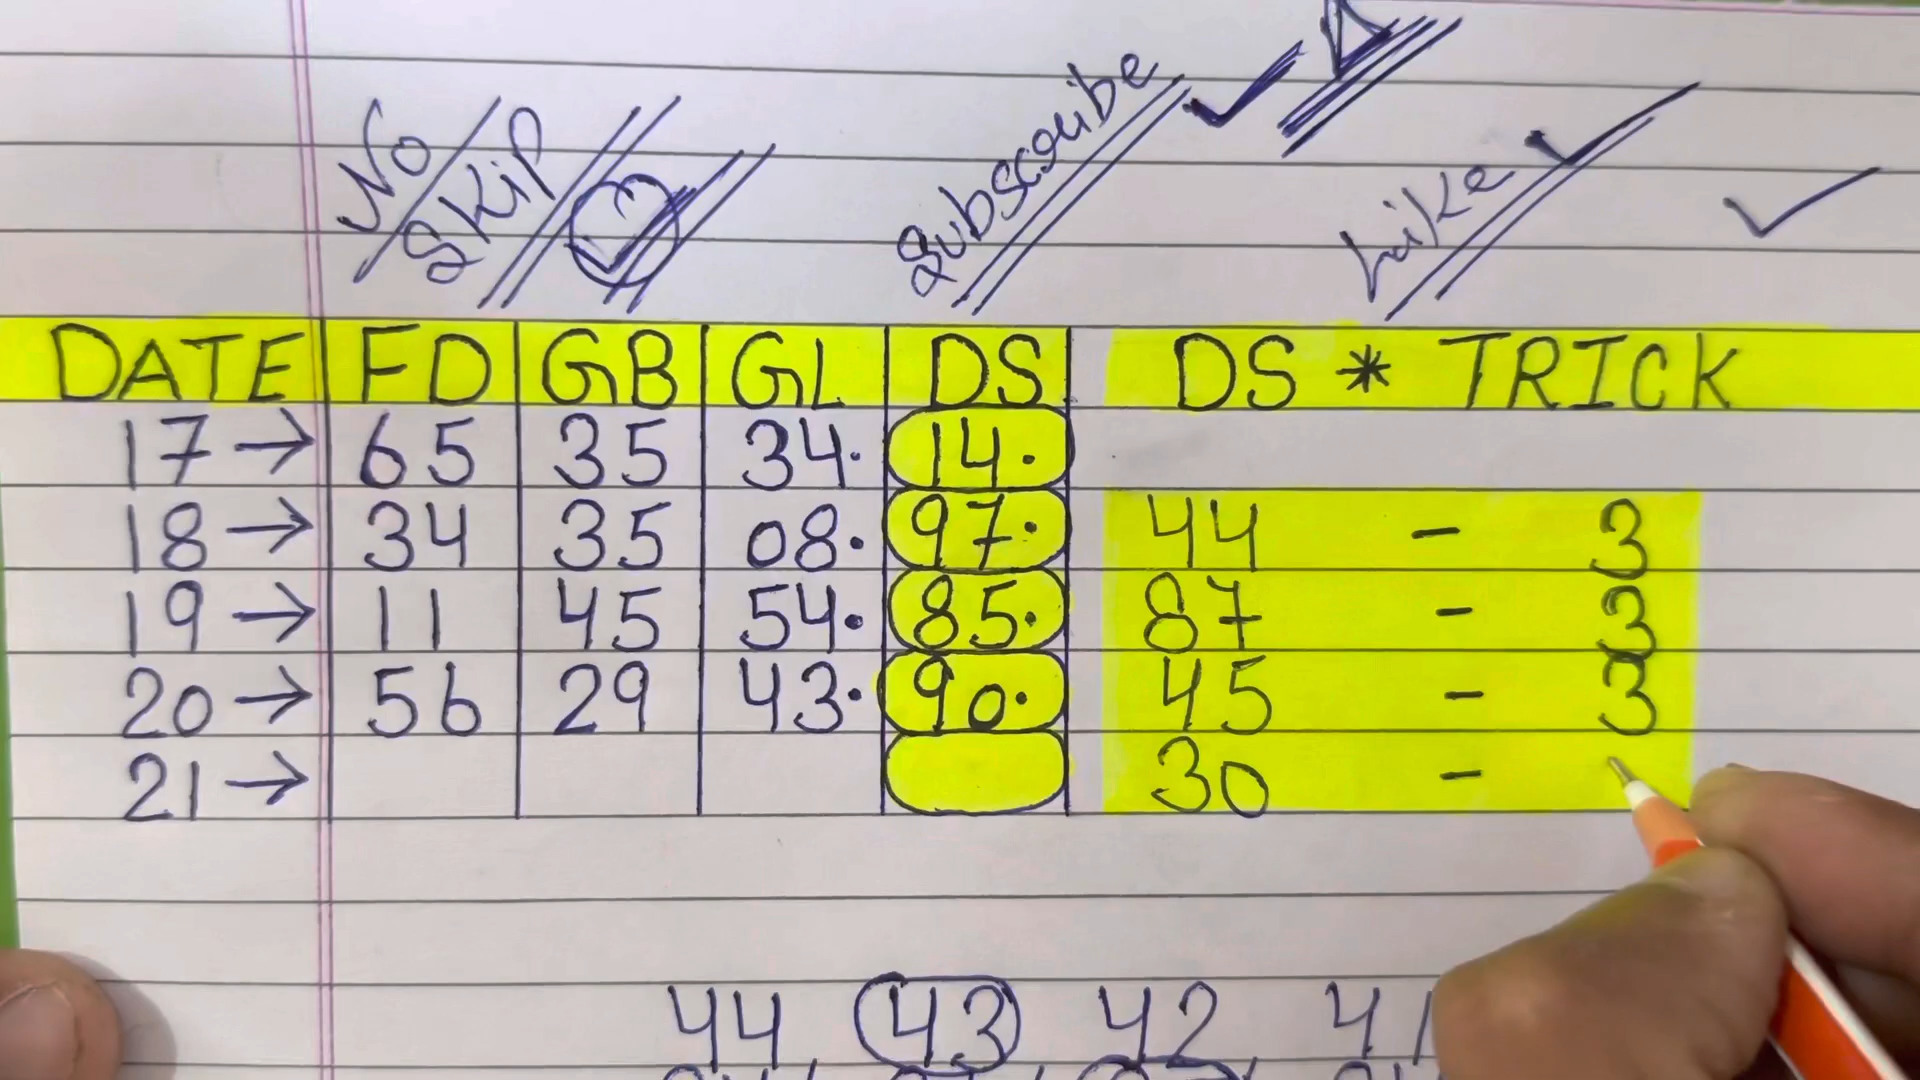 No
Skip
Subscribe
Like
DATE FD GB GL DS DS * TRICK
17 → 65 35 34. 14.
18 → 34 35 08. 97. 44 - 3
19 → 11 45 54. 85. 87 - 3
20 → 56 29 43. 90. 45 - 3
21 → 30 -
44 43 42 41